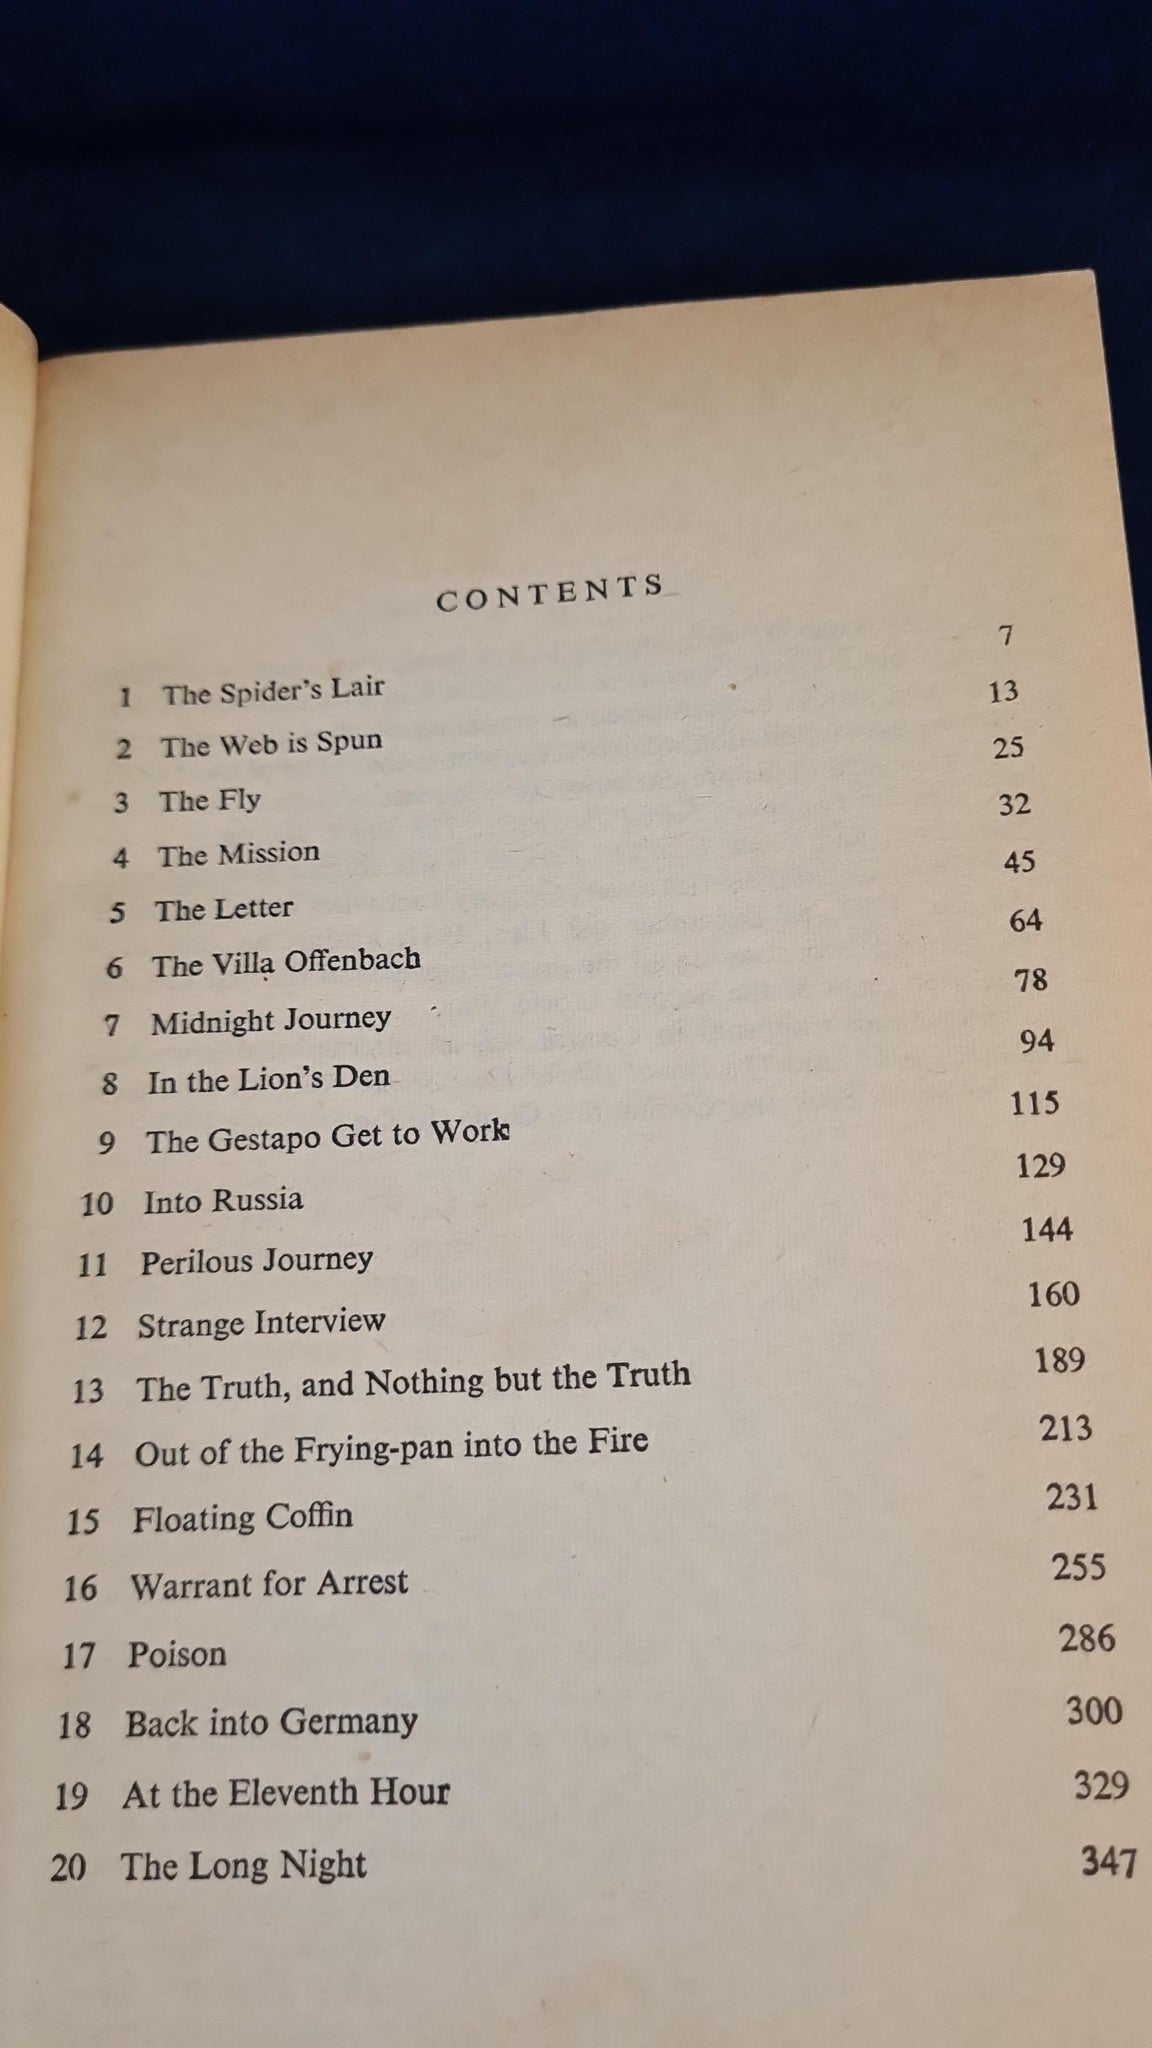 CONTENTS
1 The Spider's Lair 7
2 The Web is Spun 13
3 The Fly 25
4 The Mission 32
5 The Letter 45
6 The Villa Offenbach 64
7 Midnight Journey 78
8 In the Lion's Den 94
9 The Gestapo Get to Work 115
10 Into Russia 129
11 Perilous Journey 144
12 Strange Interview 160
13 The Truth, and Nothing but the Truth 189
14 Out of the Frying-pan into the Fire 213
15 Floating Coffin 231
16 Warrant for Arrest 255
17 Poison 286
18 Back into Germany 300
19 At the Eleventh Hour 329
20 The Long Night 347